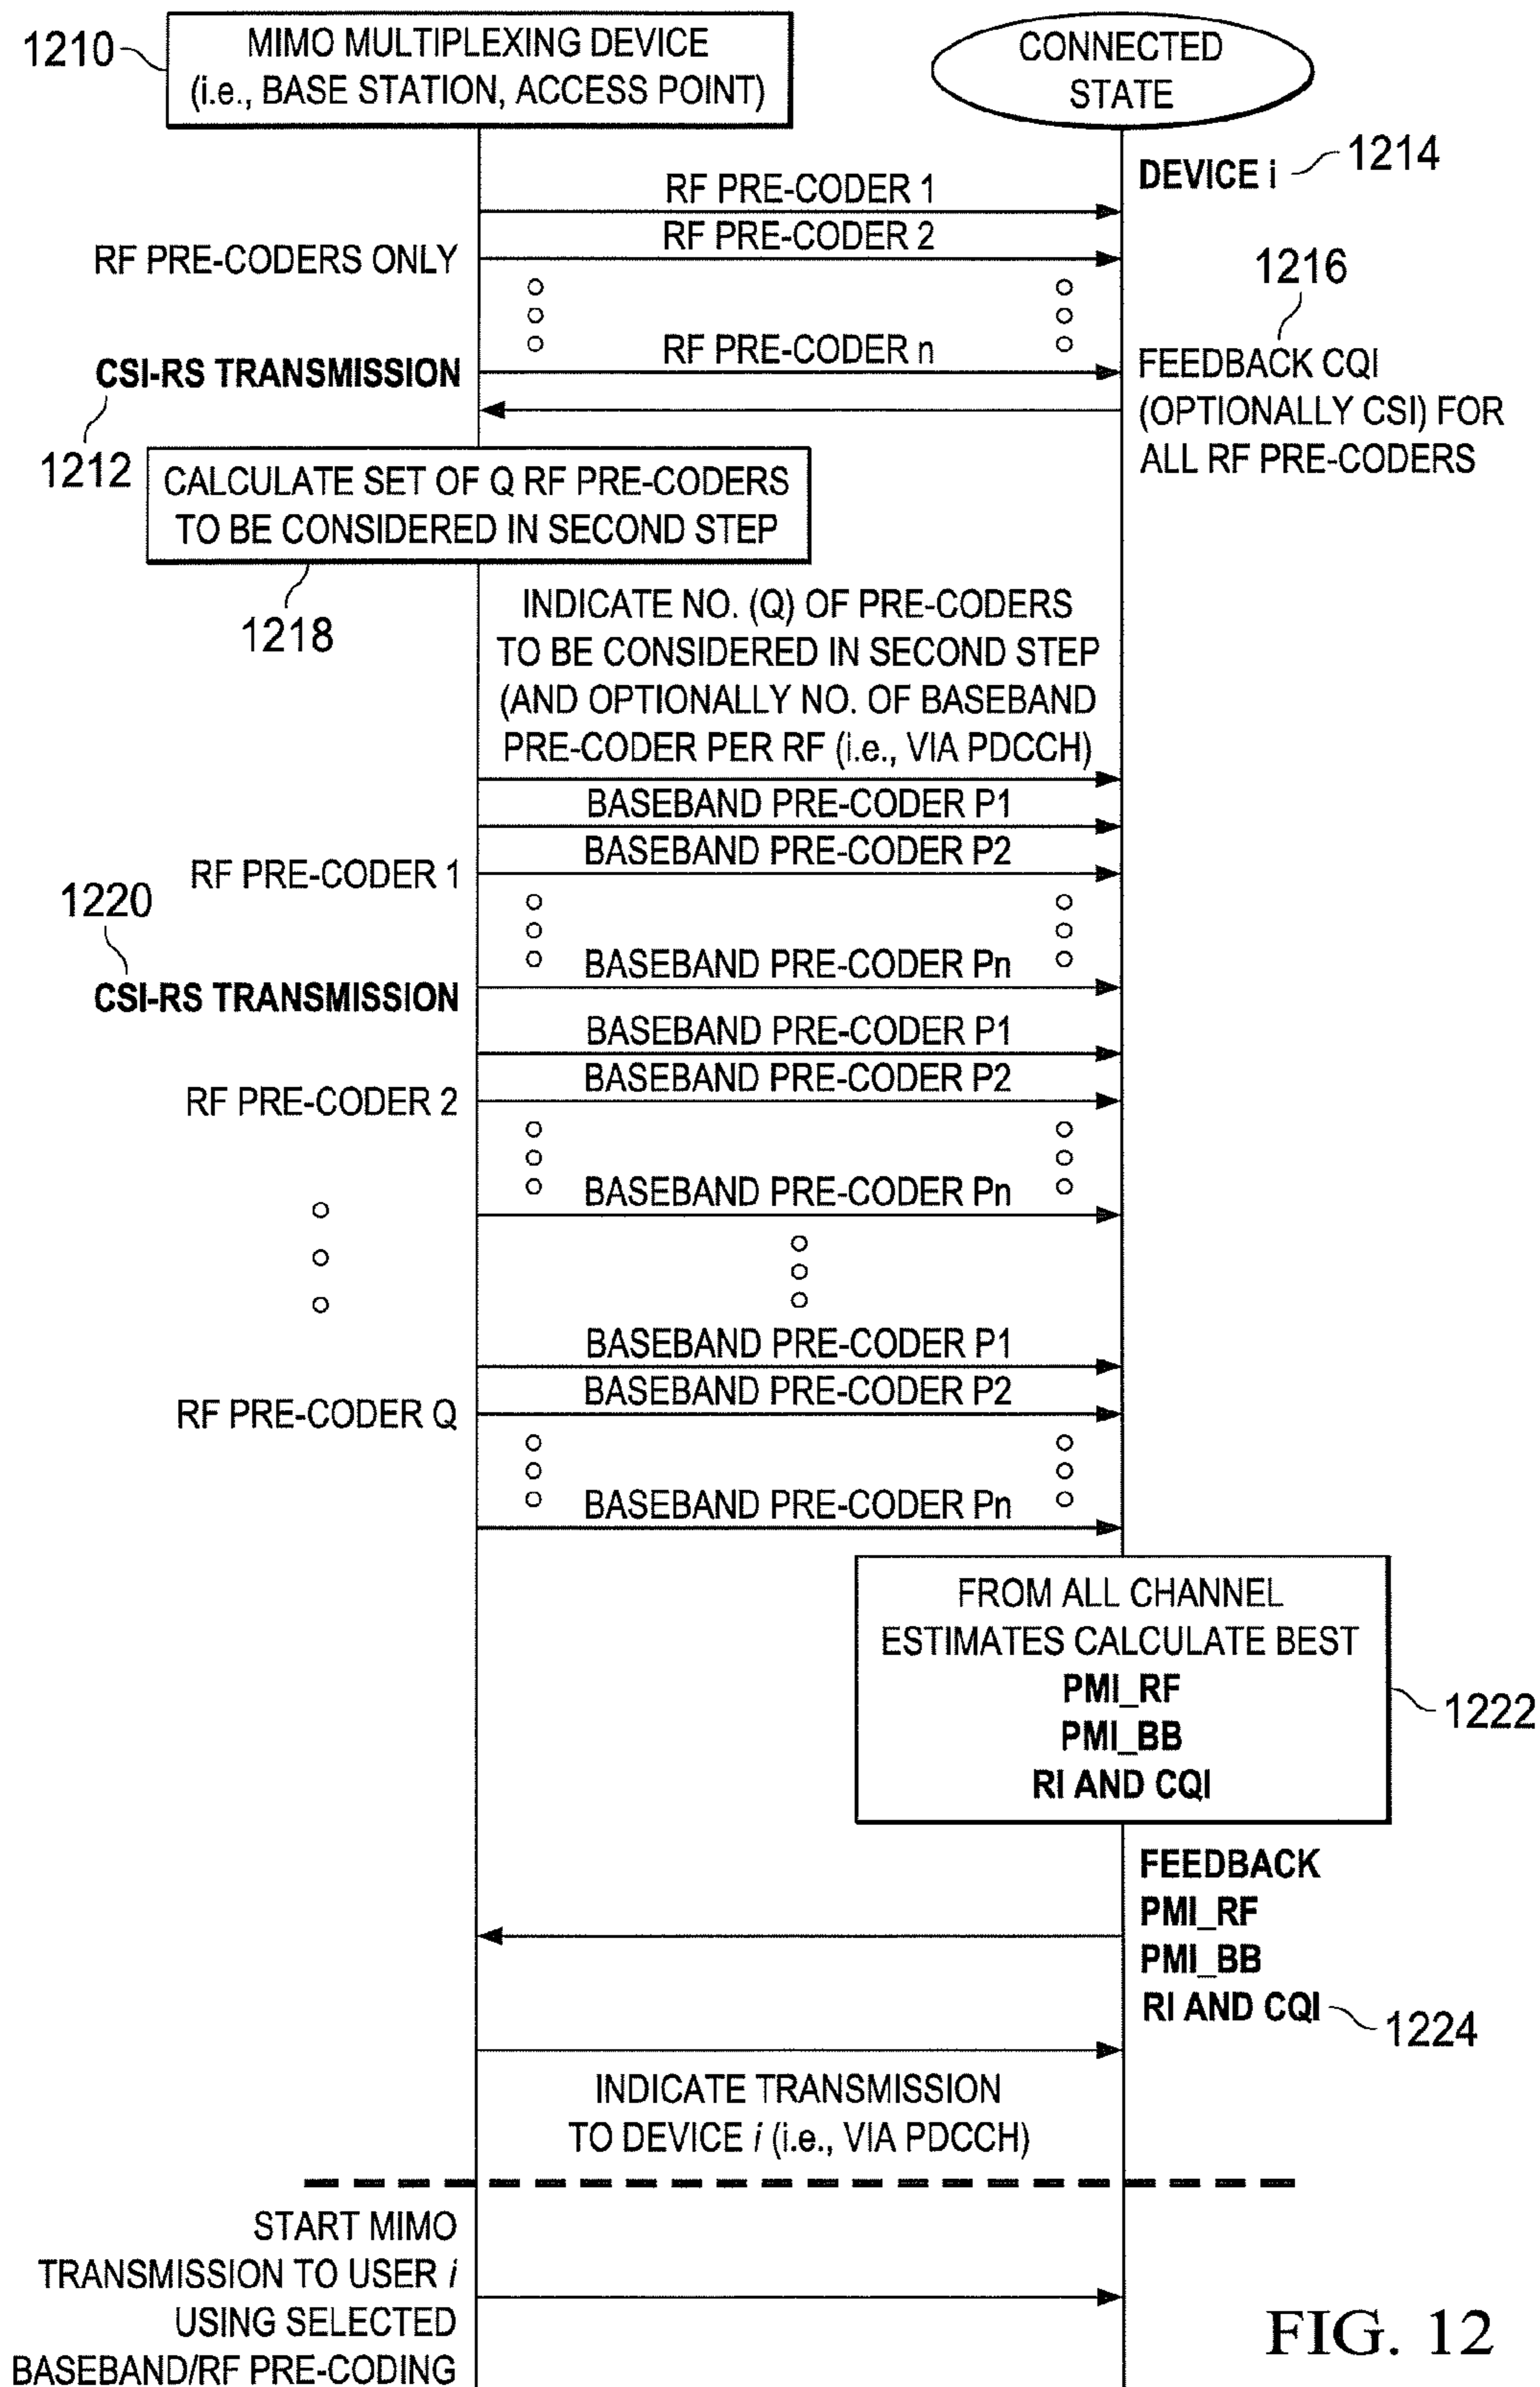 1210
MIMO MULTIPLEXING DEVICE
(i.e., BASE STATION, ACCESS POINT)
CONNECTED
STATE
DEVICE i
1214
RF PRE-CODER 1
RF PRE-CODER 2
RF PRE-CODERS ONLY
1216
RF PRE-CODER n
CSI-RS TRANSMISSION
1212
FEEDBACK CQI
(OPTIONALLY CSI) FOR
ALL RF PRE-CODERS
CALCULATE SET OF Q RF PRE-CODERS
TO BE CONSIDERED IN SECOND STEP
1218
INDICATE NO. (Q) OF PRE-CODERS
TO BE CONSIDERED IN SECOND STEP
(AND OPTIONALLY NO. OF BASEBAND
PRE-CODER PER RF (i.e., VIA PDCCH)
BASEBAND PRE-CODER P1
BASEBAND PRE-CODER P2
RF PRE-CODER 1
1220
BASEBAND PRE-CODER Pn
CSI-RS TRANSMISSION
BASEBAND PRE-CODER P1
BASEBAND PRE-CODER P2
RF PRE-CODER 2
BASEBAND PRE-CODER Pn
BASEBAND PRE-CODER P1
BASEBAND PRE-CODER P2
RF PRE-CODER Q
BASEBAND PRE-CODER Pn
FROM ALL CHANNEL
ESTIMATES CALCULATE BEST
PMI_RF
PMI_BB
RI AND CQI
1222
FEEDBACK
PMI_RF
PMI_BB
RI AND CQI
1224
INDICATE TRANSMISSION
TO DEVICE i (i.e., VIA PDCCH)
START MIMO
TRANSMISSION TO USER i
USING SELECTED
BASEBAND/RF PRE-CODING
FIG. 12